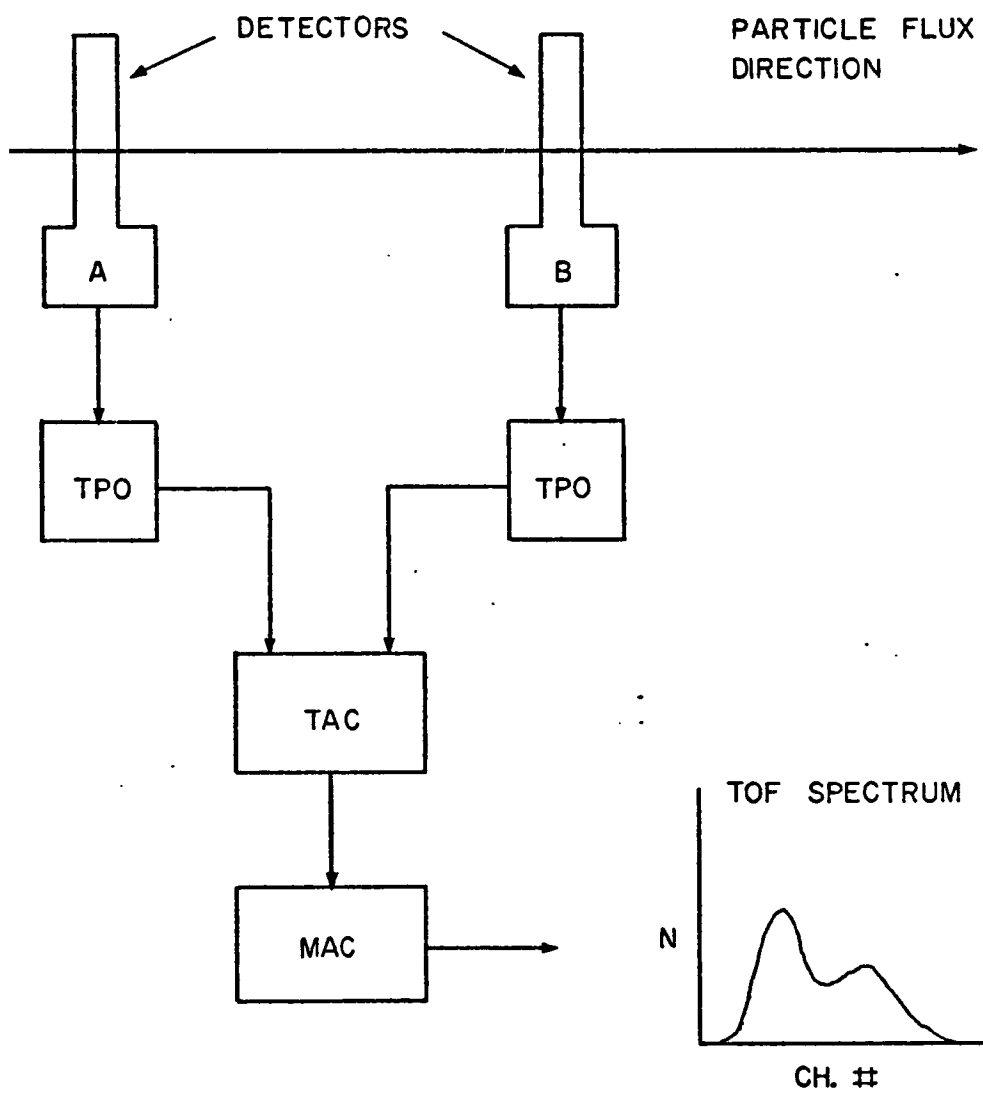 DETECTORS
PARTICLE FLUX
DIRECTION
A
B
TPO
TPO
TAC
MAC
TOF SPECTRUM
N
CH. #